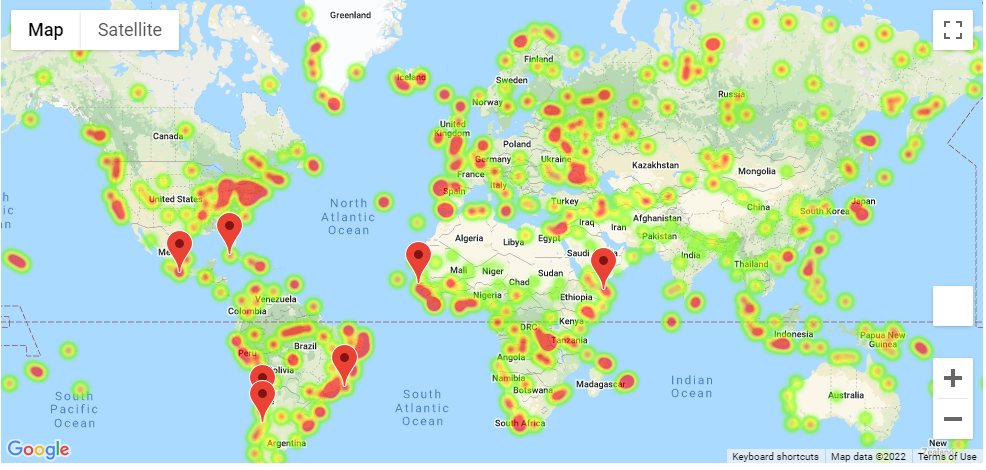 Map
Satellite
Greenland
Iceland
Finland
Sweden
Norway
Russia
United
Kingdom
Canada
Poland
Germany
Ukraine
Kazakhstan
France
Mongolia
Italy
Spain
United States
Turkey
China
South Korea
Japan
North
Atlantic
Ocean
Iraq
Afghanistan
Pakistan
Algeria
Libya
Egypt
Saudi
India
Mali
Niger
Chad
Sudan
Thailand
Nigeria
Ethiopia
Venezuela
Colombia
Kenya
DRC
Tanzania
Indonesia
Papua New
Guinea
Brazil
Peru
Angola
Namibia
Botswana
Madagascar
Indian
Ocean
Australia
South
Pacific
Ocean
South
Atlantic
Ocean
South Africa
Argentina
New
Google
Keyboard shortcuts
Map data ©2022
Terms of Use